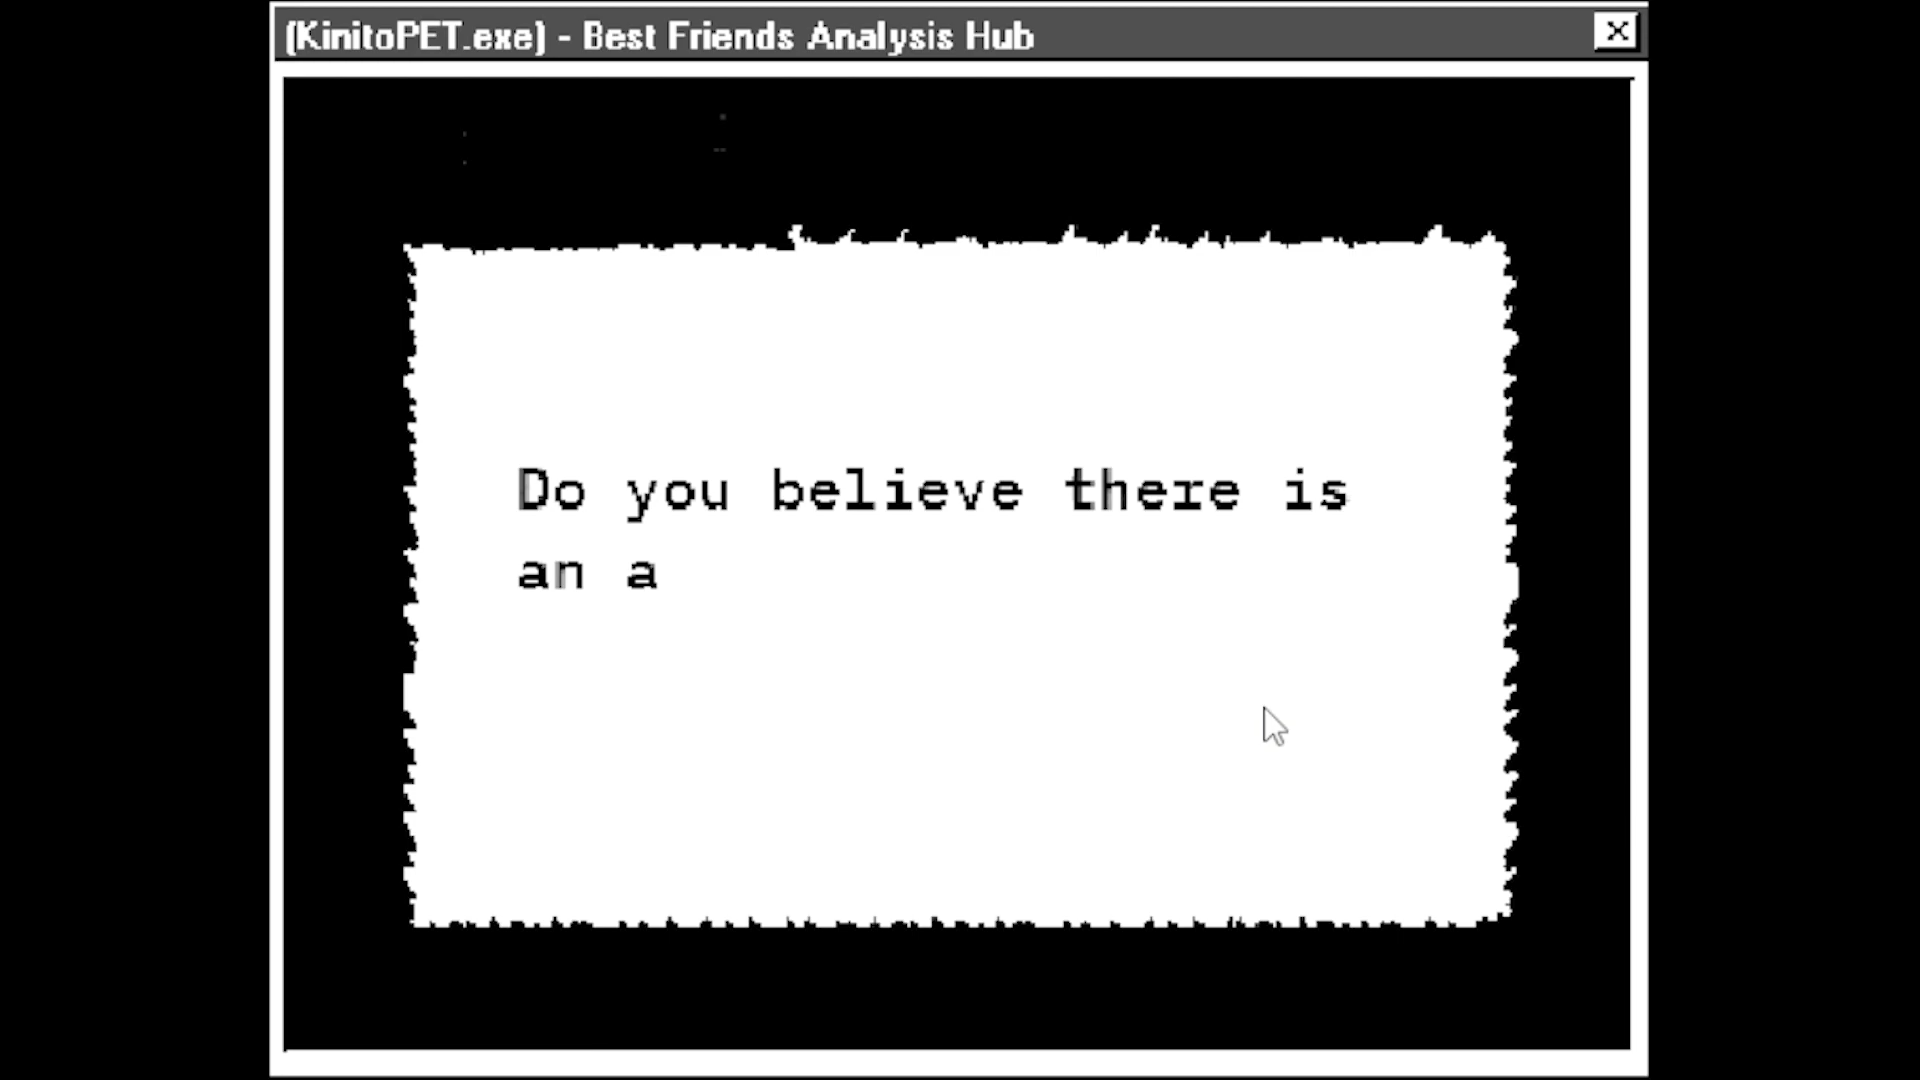 (KinitoPET.exe) - Best Friends Analysis Hub
Do you believe there is
an a